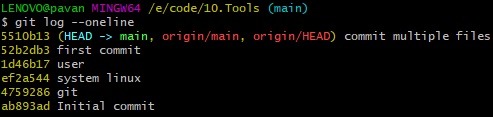 LENOVO@pavan MINGW64 /e/code/10.Tools (main)
$ git log --oneline
5510b13 (HEAD -> main, origin/main, origin/HEAD) commit multiple files
52b2db3 first commit
1d46b17 user
ef2a544 system linux
4759286 git
ab893ad Initial commit